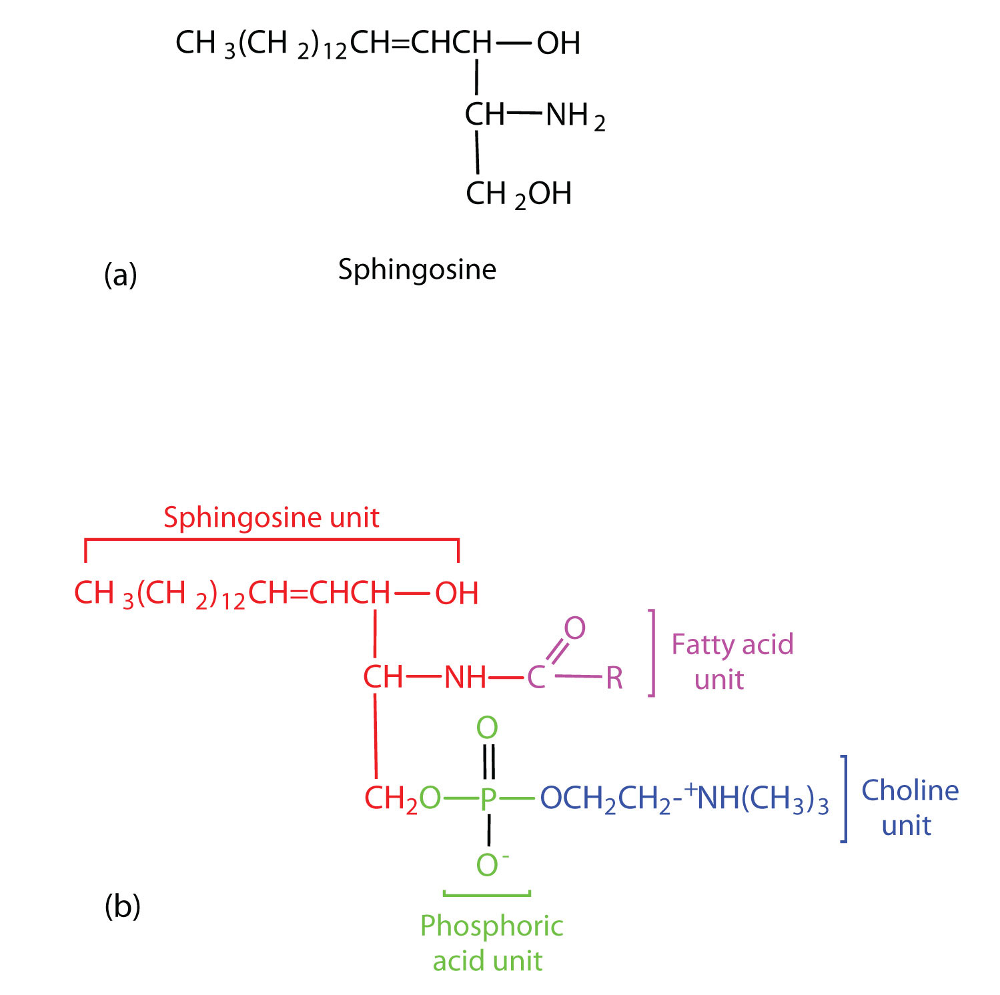 CH₃(CH₂)₁₂CH=CHCH—OH
CH—NH₂
CH₂OH
(a) Sphingosine
Sphingosine unit
CH₃(CH₂)₁₂CH=CHCH—OH
O
CH—NH—C—R
Fatty acid
unit
O
CH₂O—P—OCH₂CH₂-⁺NH(CH₃)₃
Choline
unit
O⁻
(b)
Phosphoric
acid unit